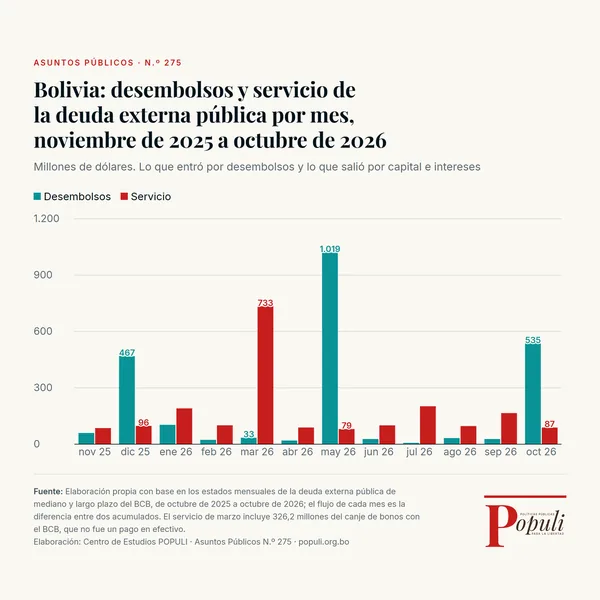 ASUNTOS PÚBLICOS · N.º 275
Bolivia: desembolsos y servicio de
la deuda externa pública por mes,
noviembre de 2025 a octubre de 2026
Millones de dólares. Lo que entró por desembolsos y lo que salió por capital e intereses
Desembolsos Servicio
1.200
900
600
300
0
467
96
33
733
1.019
79
535
87
nov 25 dic 25 ene 26 feb 26 mar 26 abr 26 may 26 jun 26 jul 26 ago 26 sep 26 oct 26
Fuente: Elaboración propia con base en los estados mensuales de la deuda externa pública de
mediano y largo plazo del BCB, de octubre de 2025 a octubre de 2026; el flujo de cada mes es la
diferencia entre dos acumulados. El servicio de marzo incluye 326,2 millones del canje de bonos con
el BCB, que no fue un pago en efectivo.
Elaboración: Centro de Estudios POPULI · Asuntos Públicos N.º 275 · populi.org.bo
POLÍTICAS PÚBLICAS
Populi
PARA LA LIBERTAD